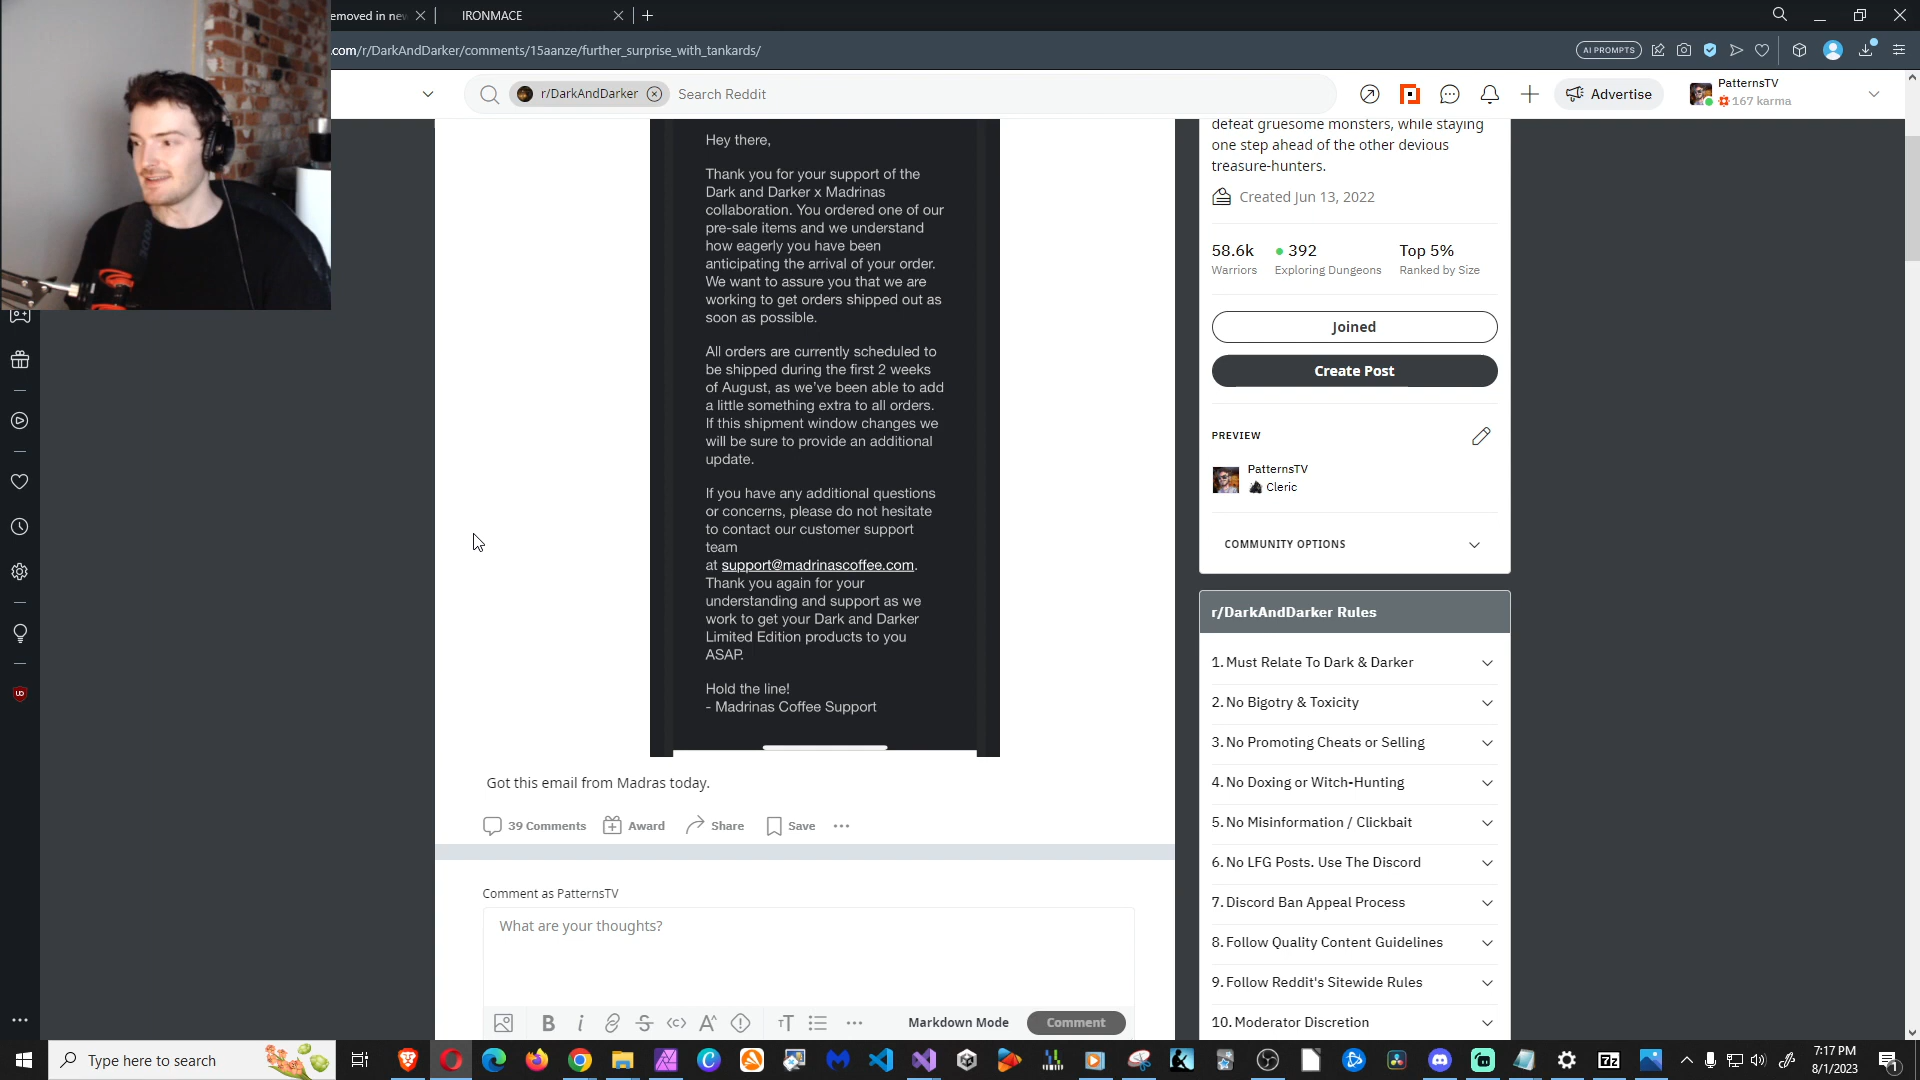 emoved in nev
IRONMACE
.com/r/DarkAndDarker/comments/15aanze/further_surprise_with_tankards/
AI PROMPTS
r/DarkAndDarker
Search Reddit
Advertise
PatternsTV
167 karma
Hey there,
Thank you for your support of the
Dark and Darker x Madrinas
collaboration. You ordered one of our
pre-sale items and we understand
how eagerly you have been
anticipating the arrival of your order.
We want to assure you that we are
working to get orders shipped out as
soon as possible.
All orders are currently scheduled to
be shipped during the first 2 weeks
of August, as we've been able to add
a little something extra to all orders.
If this shipment window changes we
will be sure to provide an additional
update.
If you have any additional questions
or concerns, please do not hesitate
to contact our customer support
team
at support@madrinascoffee.com.
Thank you again for your
understanding and support as we
work to get your Dark and Darker
Limited Edition products to you
ASAP.
Hold the line!
- Madrinas Coffee Support
Got this email from Madras today.
39 Comments
Award
Share
Save
Comment as PatternsTV
What are your thoughts?
Markdown Mode
Comment
defeat gruesome monsters, while staying
one step ahead of the other devious
treasure-hunters.
Created Jun 13, 2022
58.6k
392
Top 5%
Warriors
Exploring Dungeons
Ranked by Size
Joined
Create Post
PREVIEW
PatternsTV
Cleric
COMMUNITY OPTIONS
r/DarkAndDarker Rules
1. Must Relate To Dark & Darker
2. No Bigotry & Toxicity
3. No Promoting Cheats or Selling
4. No Doxing or Witch-Hunting
5. No Misinformation / Clickbait
6. No LFG Posts. Use The Discord
7. Discord Ban Appeal Process
8. Follow Quality Content Guidelines
9. Follow Reddit's Sitewide Rules
10. Moderator Discretion
Type here to search
7:17 PM
8/1/2023